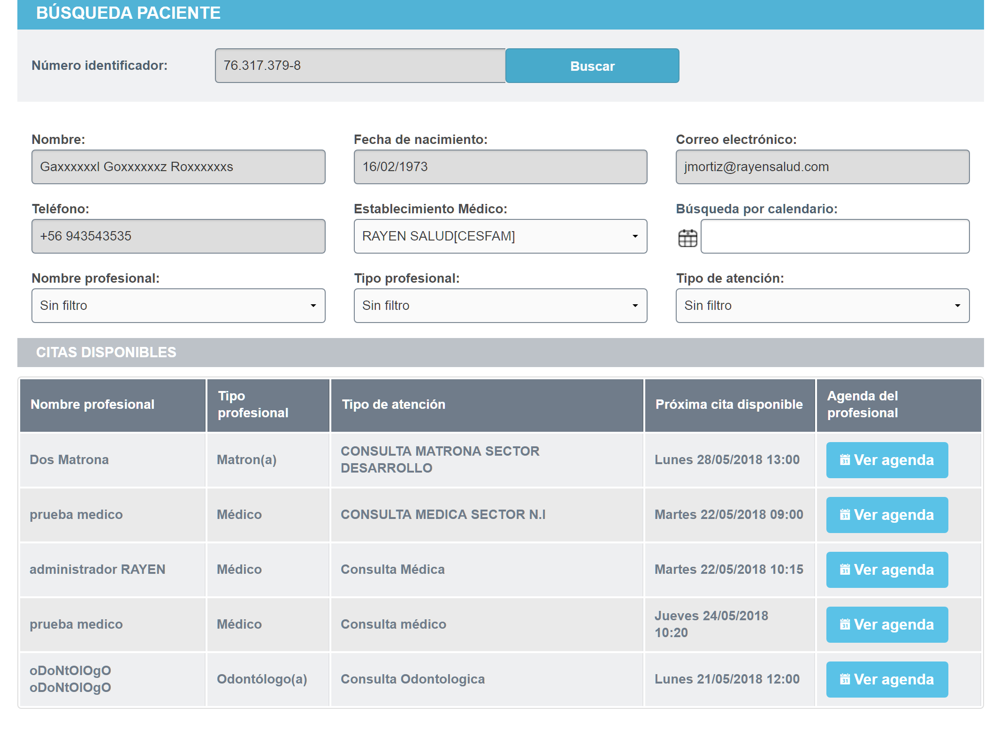 BÚSQUEDA PACIENTE
Número identificador:
76.317.379-8
Buscar
Nombre:
Fecha de nacimiento:
Correo electrónico:
Gaxxxxxxl Goxxxxxxz Roxxxxxxs
16/02/1973
jmortiz@rayensalud.com
Teléfono:
Establecimiento Médico:
Búsqueda por calendario:
+56 943543535
RAYEN SALUD[CESFAM]
Nombre profesional:
Tipo profesional:
Tipo de atención:
Sin filtro
Sin filtro
Sin filtro
CITAS DISPONIBLES
Nombre profesional
Tipo
profesional
Tipo de atención
Próxima cita disponible
Agenda del
profesional
Dos Matrona
Matron(a)
CONSULTA MATRONA SECTOR
DESARROLLO
Lunes 28/05/2018 13:00
31 Ver agenda
prueba medico
Médico
CONSULTA MEDICA SECTOR N.I
Martes 22/05/2018 09:00
31 Ver agenda
administrador RAYEN
Médico
Consulta Médica
Martes 22/05/2018 10:15
31 Ver agenda
prueba medico
Médico
Consulta médico
Jueves 24/05/2018
10:20
31 Ver agenda
oDoNtOlOgO
oDoNtOlOgO
Odontólogo(a)
Consulta Odontologica
Lunes 21/05/2018 12:00
31 Ver agenda